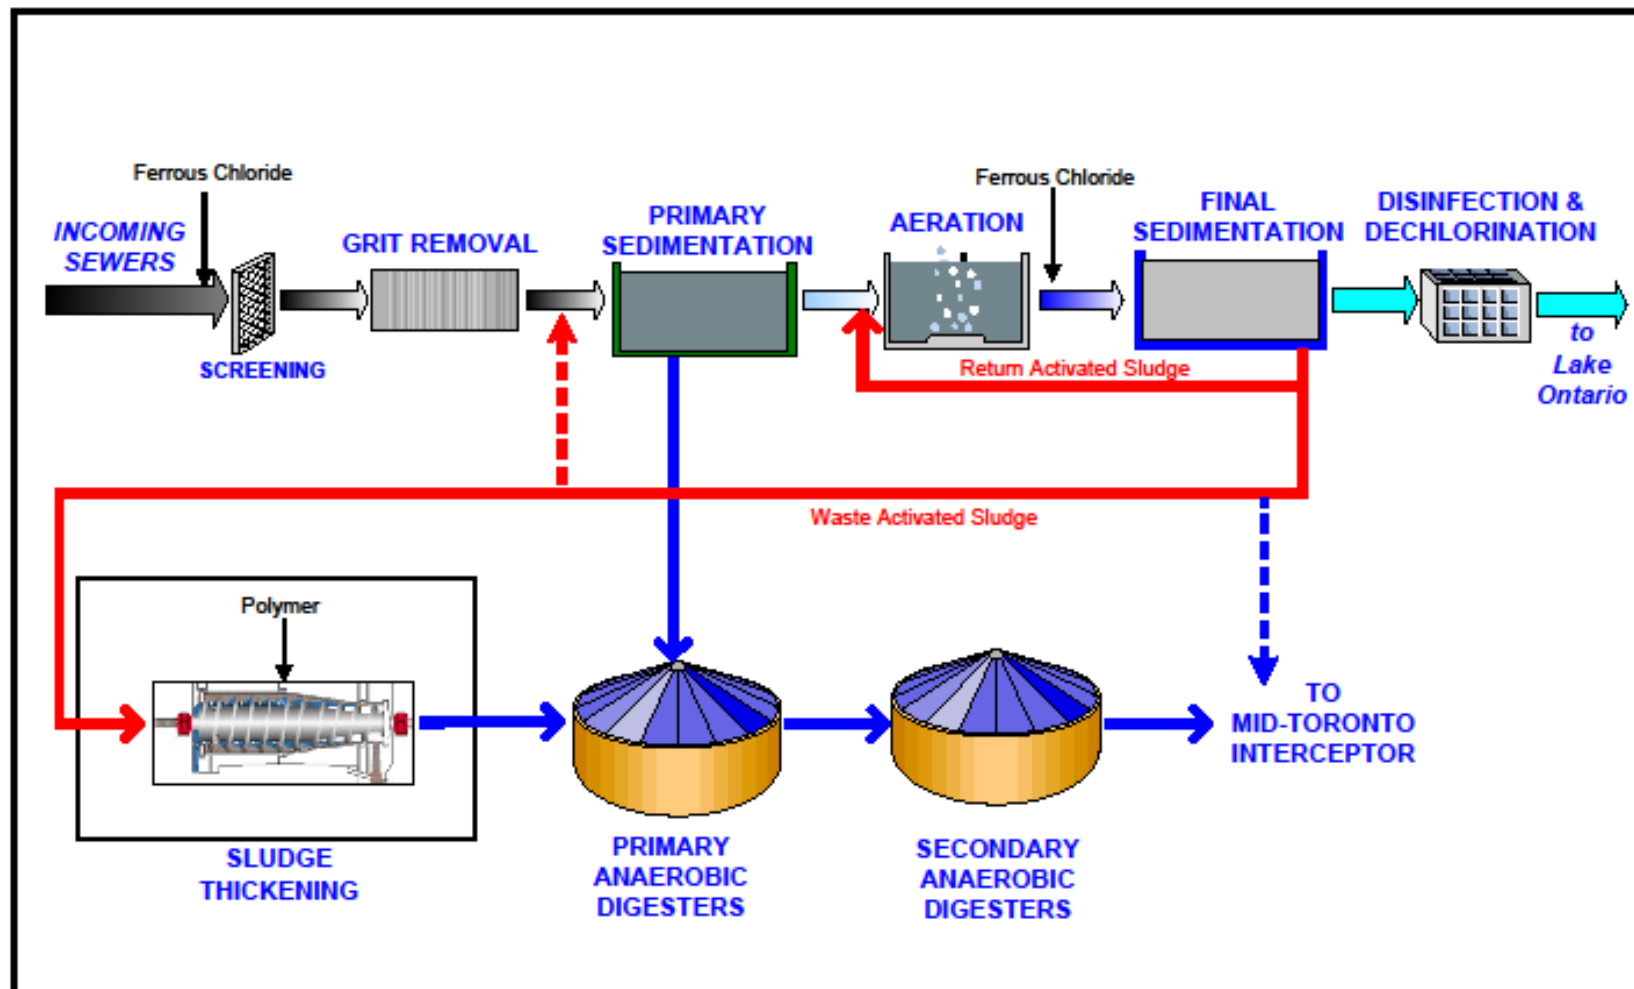 Ferrous Chloride
INCOMING
SEWERS
SCREENING
GRIT REMOVAL
PRIMARY
SEDIMENTATION
AERATION
Ferrous Chloride
FINAL
SEDIMENTATION
DISINFECTION &
DECHLORINATION
to
Lake
Ontario
Return Activated Sludge
Waste Activated Sludge
Polymer
SLUDGE
THICKENING
PRIMARY
ANAEROBIC
DIGESTERS
SECONDARY
ANAEROBIC
DIGESTERS
TO
MID-TORONTO
INTERCEPTOR